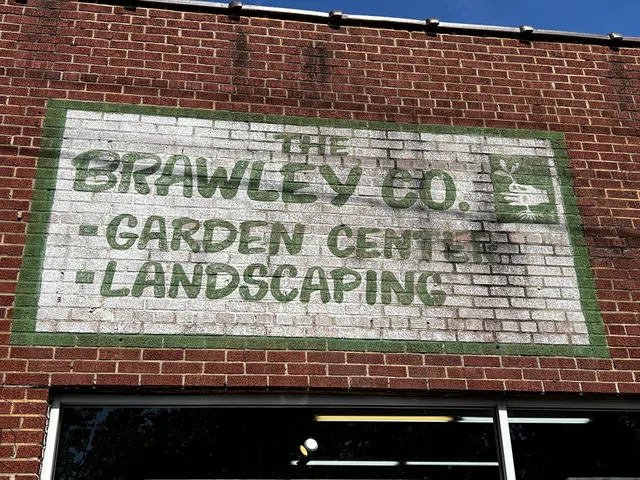 THE
BRAWLEY CO.
- GARDEN CENTER
- LANDSCAPING